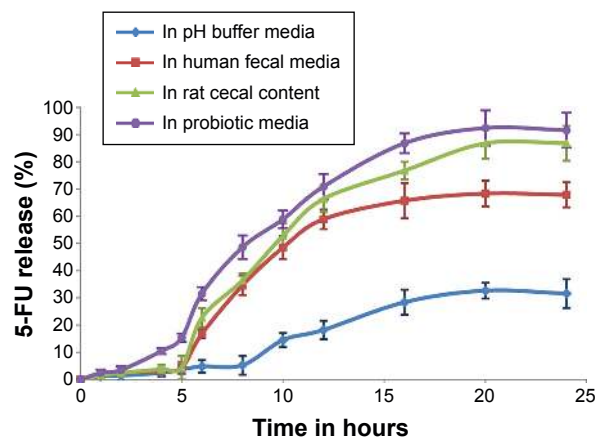 In pH buffer media
In human fecal media
In rat cecal content
In probiotic media
5-FU release (%)
100
90
80
70
60
50
40
30
20
10
0
0 5 10 15 20 25
Time in hours